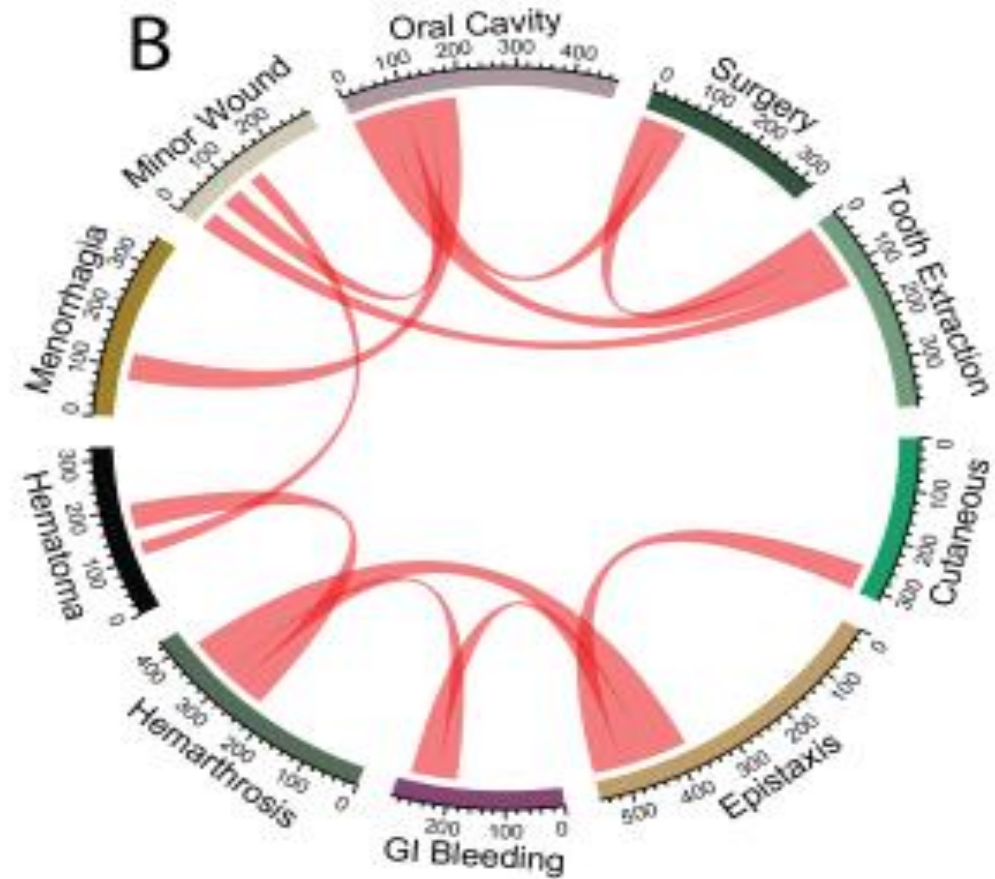 B
Oral Cavity
0 100 200 300 400
Surgery
0 100 200 300
Tooth Extraction
0 100 200 300
Cutaneous
0 100 200 300
Epistaxis
0 100 200 300 400 500
GI Bleeding
0 100 200
Hemarthrosis
0 100 200 300 400
Hematoma
0 100 200 300
Menorrhagia
0 100 200 300
Minor Wound
0 100 200